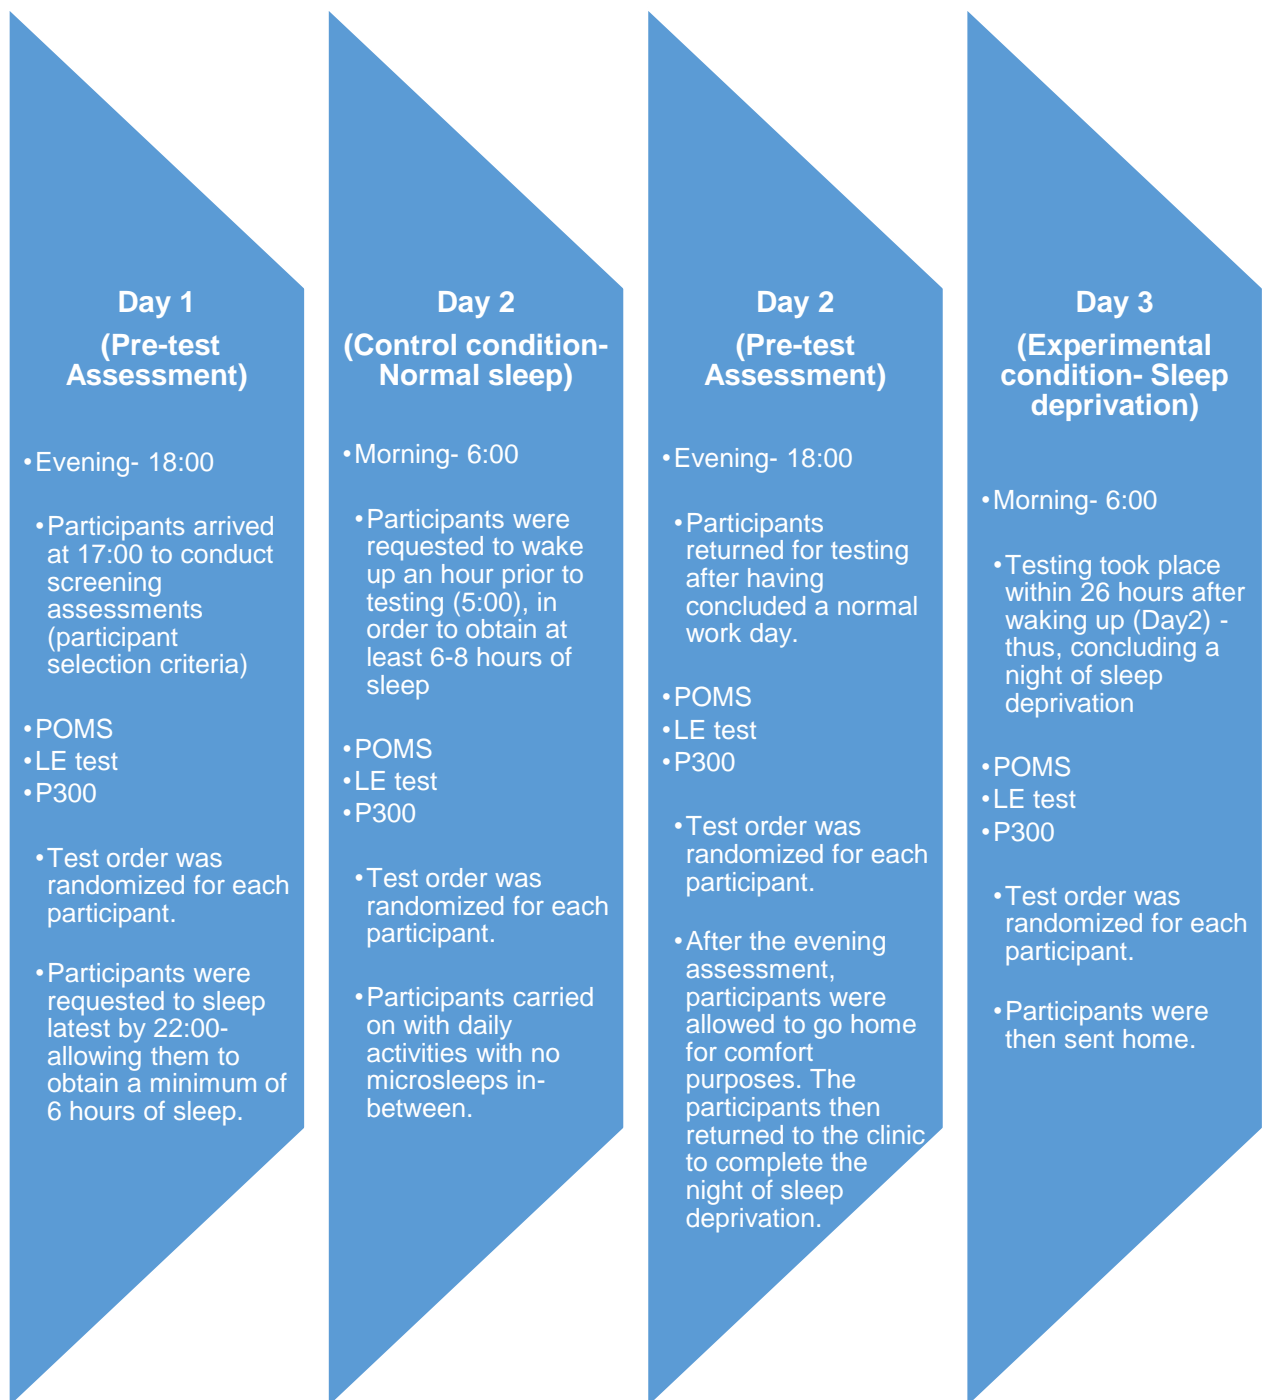 Day 1
(Pre-test
Assessment)
•Evening- 18:00
•Participants arrived
at 17:00 to conduct
screening
assessments
(participant
selection criteria)
•POMS
•LE test
•P300
•Test order was
randomized for each
participant.
•Participants were
requested to sleep
latest by 22:00-
allowing them to
obtain a minimum of
6 hours of sleep.
Day 2
(Control condition-
Normal sleep)
•Morning- 6:00
•Participants were
requested to wake
up an hour prior to
testing (5:00), in
order to obtain at
least 6-8 hours of
sleep
•POMS
•LE test
•P300
•Test order was
randomized for each
participant.
•Participants carried
on with daily
activities with no
microsleeps in-
between.
Day 2
(Pre-test
Assessment)
•Evening- 18:00
•Participants
returned for testing
after having
concluded a normal
work day.
•POMS
•LE test
•P300
•Test order was
randomized for each
participant.
•After the evening
assessment,
participants were
allowed to go home
for comfort
purposes. The
participants then
returned to the clinic
to complete the
night of sleep
deprivation.
Day 3
(Experimental
condition- Sleep
deprivation)
•Morning- 6:00
•Testing took place
within 26 hours after
waking up (Day2) -
thus, concluding a
night of sleep
deprivation
•POMS
•LE test
•P300
•Test order was
randomized for each
participant.
•Participants were
then sent home.